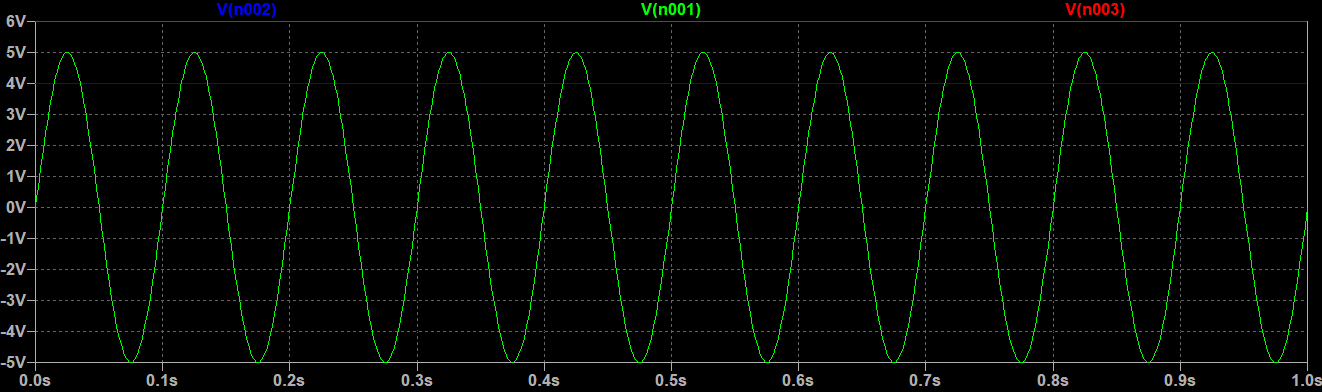 V(n002) V(n001) V(n003)
6V
5V
4V
3V
2V
1V
0V
-1V
-2V
-3V
-4V
-5V
0.0s 0.1s 0.2s 0.3s 0.4s 0.5s 0.6s 0.7s 0.8s 0.9s 1.0s